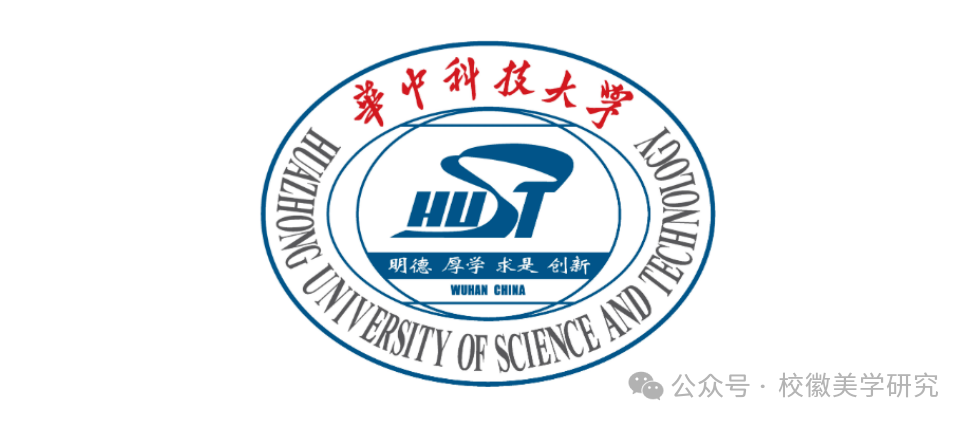 華中科技大學
HUAZHONG UNIVERSITY OF SCIENCE AND TECHNOLOGY
HUST
明德 厚学 求是 创新
WUHAN CHINA
公众号 · 校徽美学研究